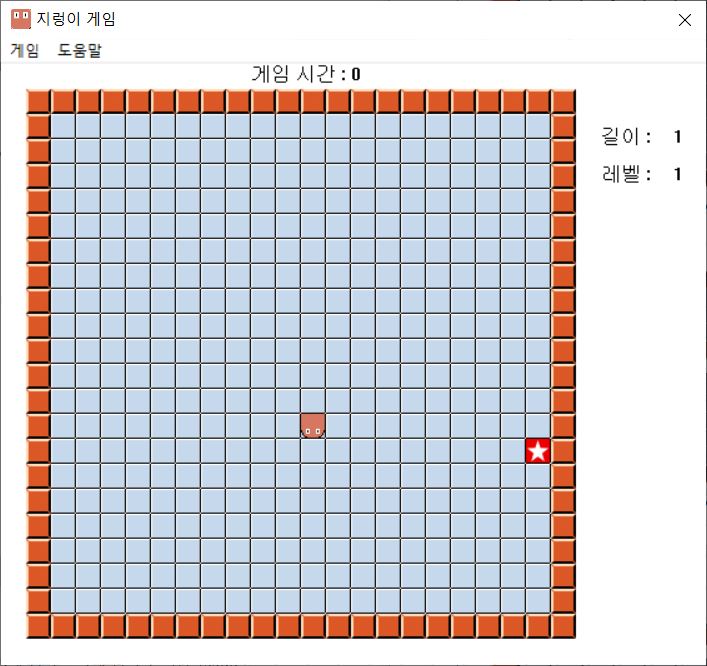 지렁이 게임
게임 도움말
게임 시간 : 0
길이 : 1
레벨 : 1